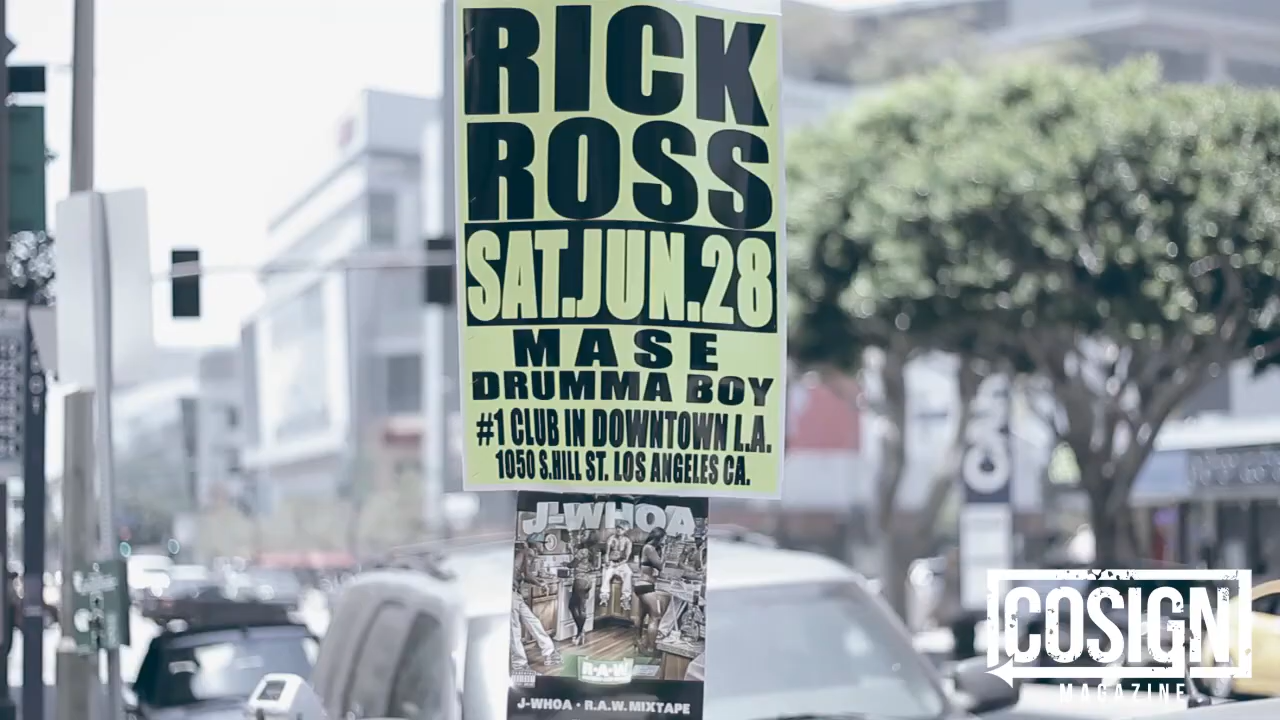 RICK
ROSS
SAT.JUN.28
MASE
DRUMMA BOY
#1 CLUB IN DOWNTOWN L.A.
1050 S.HILL ST. LOS ANGELES CA.
J-WHOA
R.A.W
J-WHOA • R.A.W. MIXTAPE
COSIGN
MAGAZINE